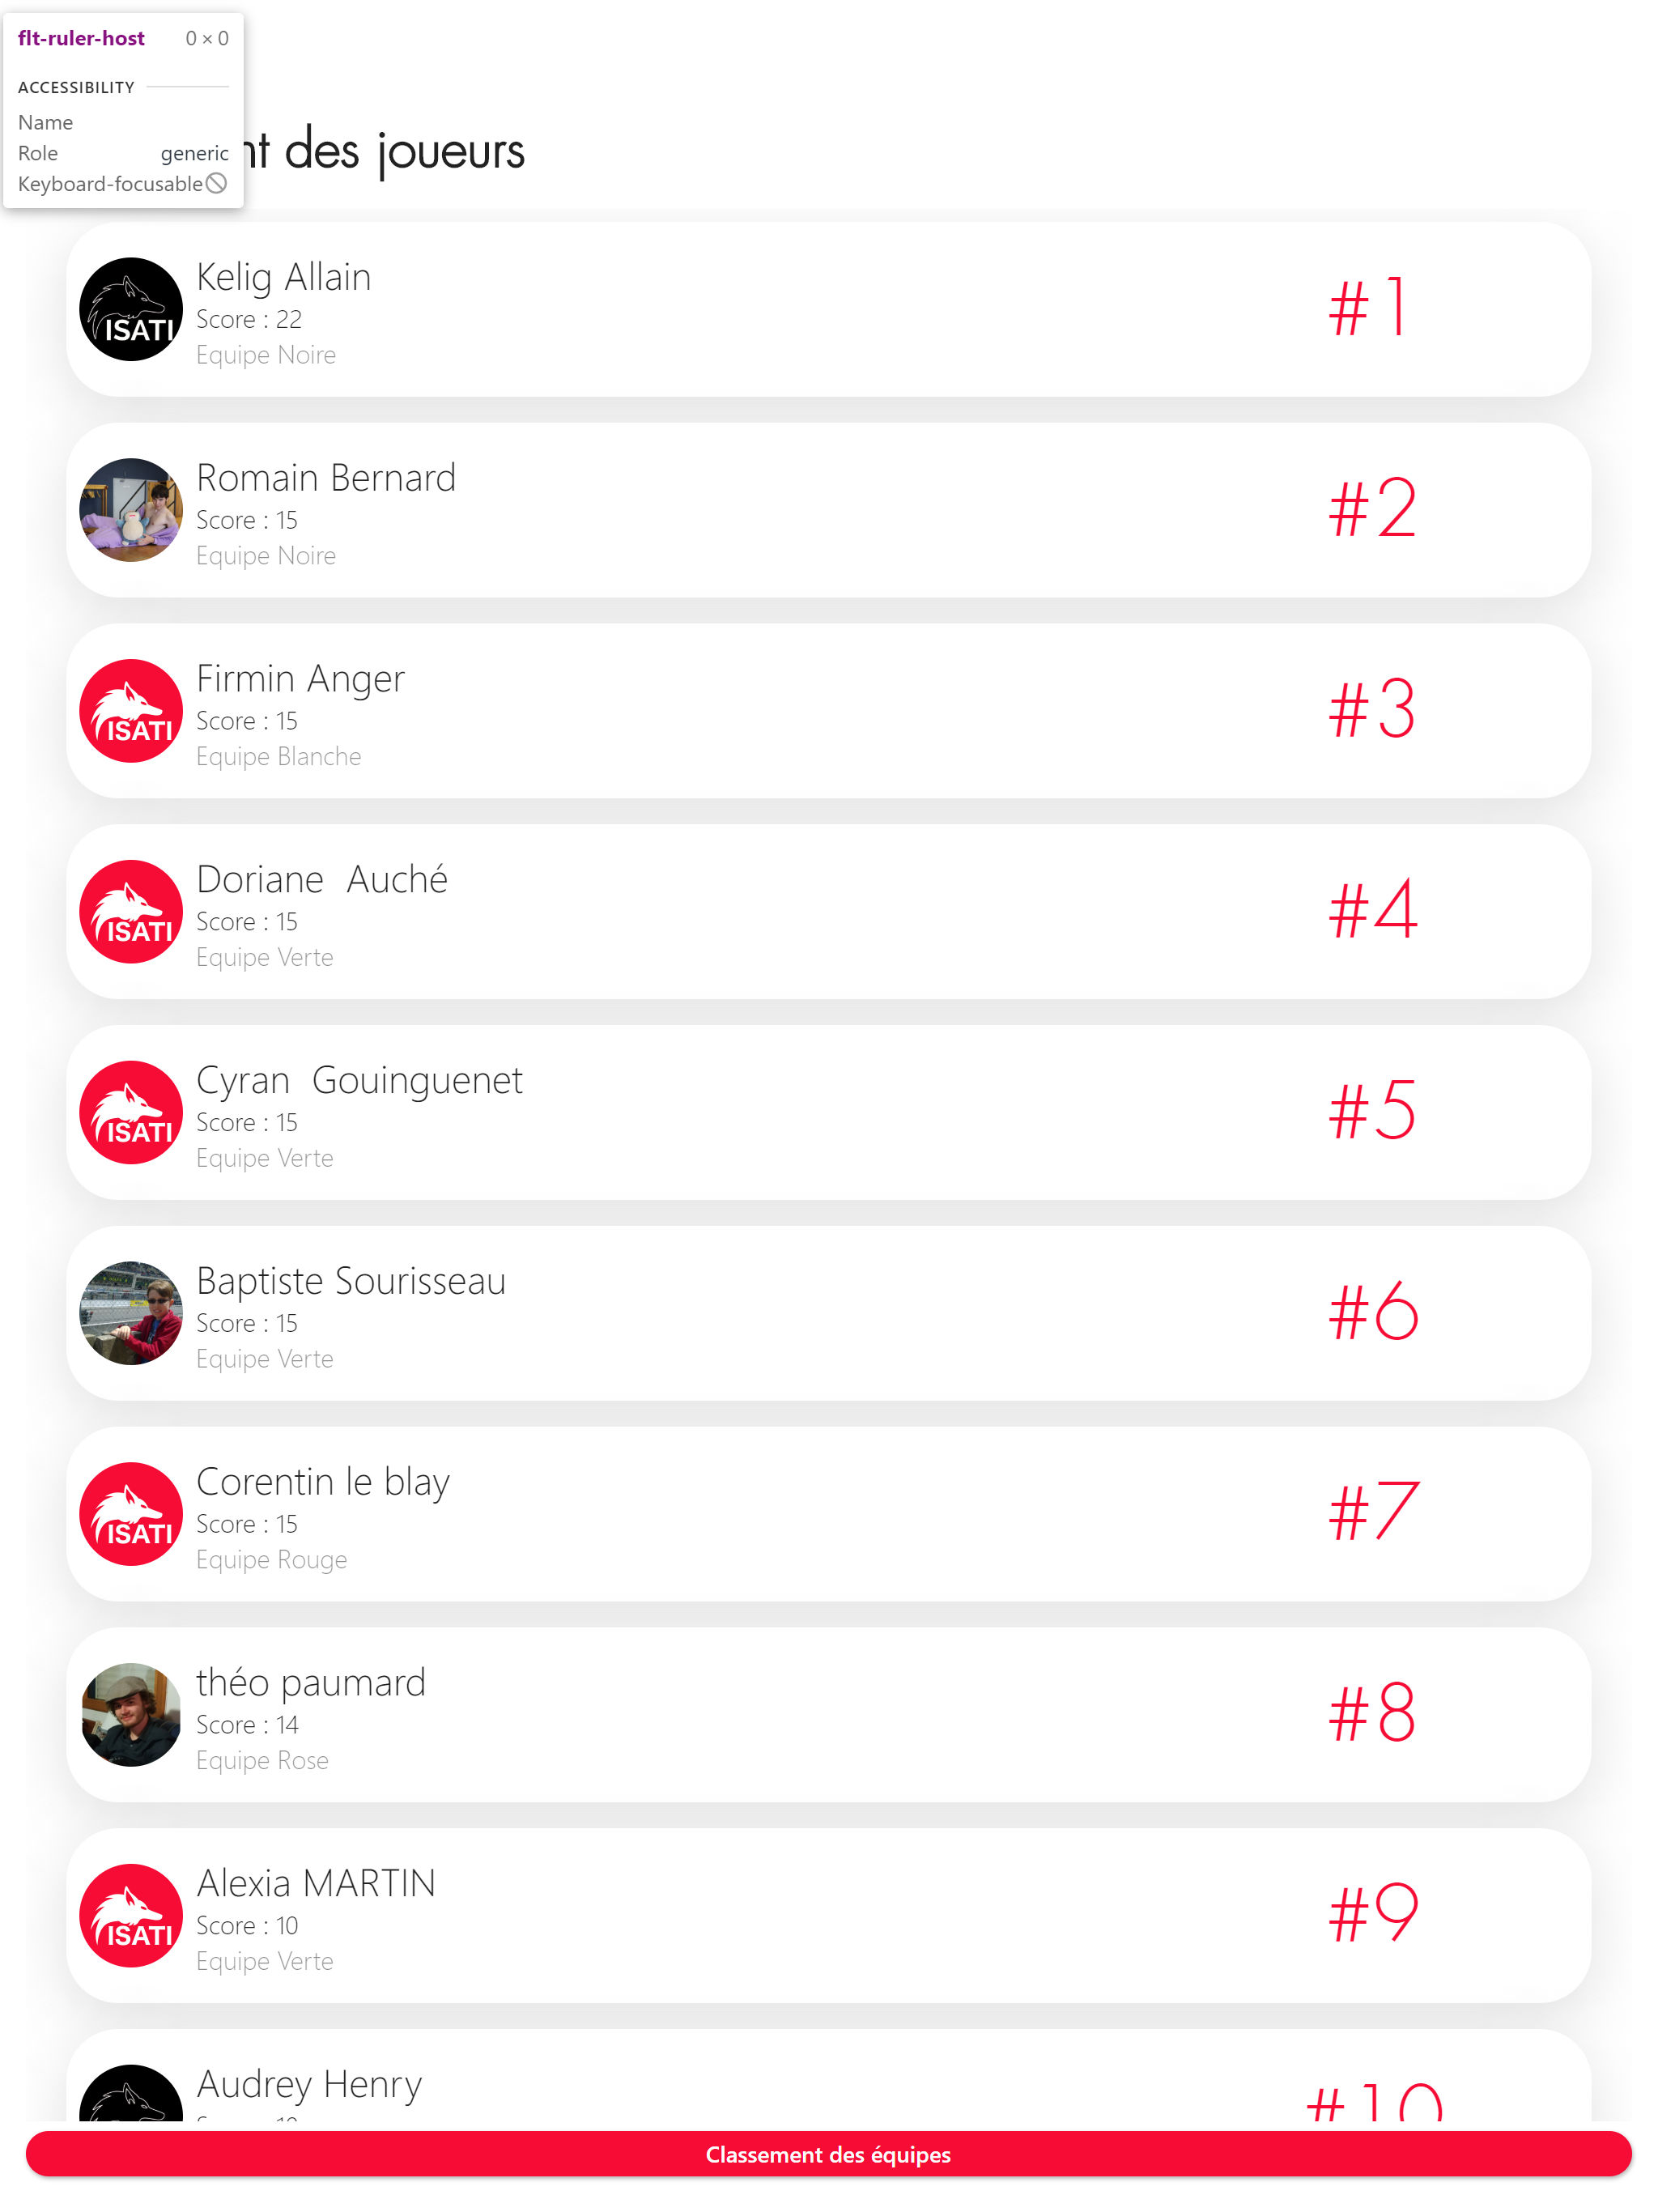 flt-ruler-host 0 × 0
ACCESSIBILITY
Name
Role generic
Keyboard-focusable
nt des joueurs
ISATI
Kelig Allain
Score : 22
Equipe Noire
#1
Romain Bernard
Score : 15
Equipe Noire
#2
ISATI
Firmin Anger
Score : 15
Equipe Blanche
#3
ISATI
Doriane  Auché
Score : 15
Equipe Verte
#4
ISATI
Cyran  Gouinguenet
Score : 15
Equipe Verte
#5
Baptiste Sourisseau
Score : 15
Equipe Verte
#6
ISATI
Corentin le blay
Score : 15
Equipe Rouge
#7
théo paumard
Score : 14
Equipe Rose
#8
ISATI
Alexia MARTIN
Score : 10
Equipe Verte
#9
Audrey Henry
#10
Classement des équipes